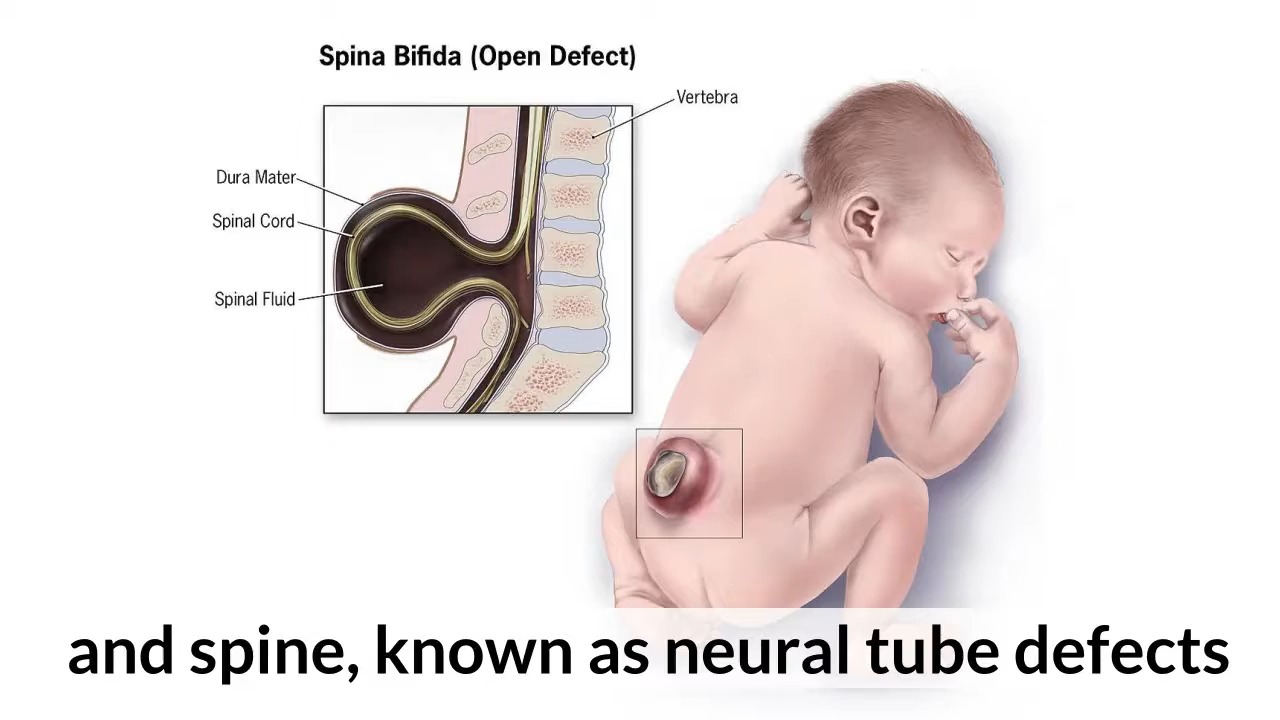 Spina Bifida (Open Defect)
Vertebra
Dura Mater
Spinal Cord
Spinal Fluid
and spine, known as neural tube defects